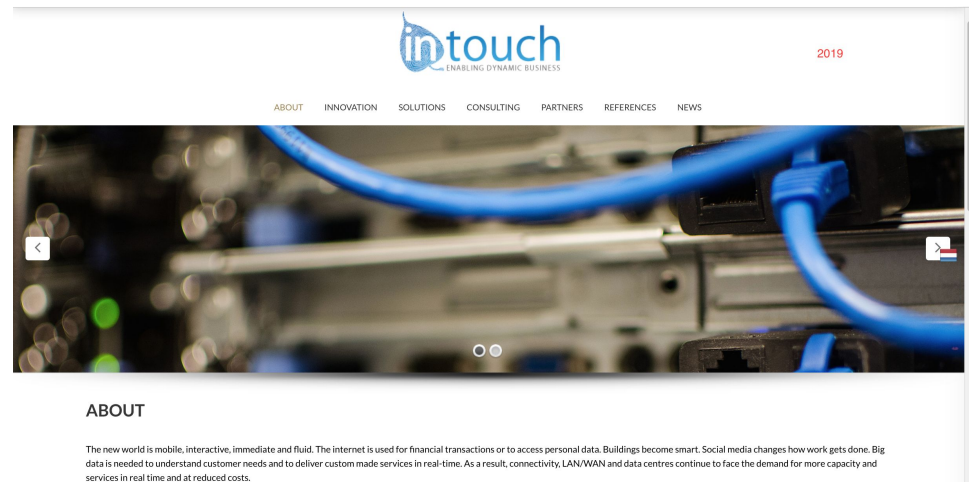 intouch
ENABLING DYNAMIC BUSINESS
2019
ABOUT INNOVATION SOLUTIONS CONSULTING PARTNERS REFERENCES NEWS
ABOUT
The new world is mobile, interactive, immediate and fluid. The internet is used for financial transactions or to access personal data. Buildings become smart. Social media changes how work gets done. Big
data is needed to understand customer needs and to deliver custom made services in real-time. As a result, connectivity, LAN/WAN and data centres continue to face the demand for more capacity and
services in real time and at reduced costs.